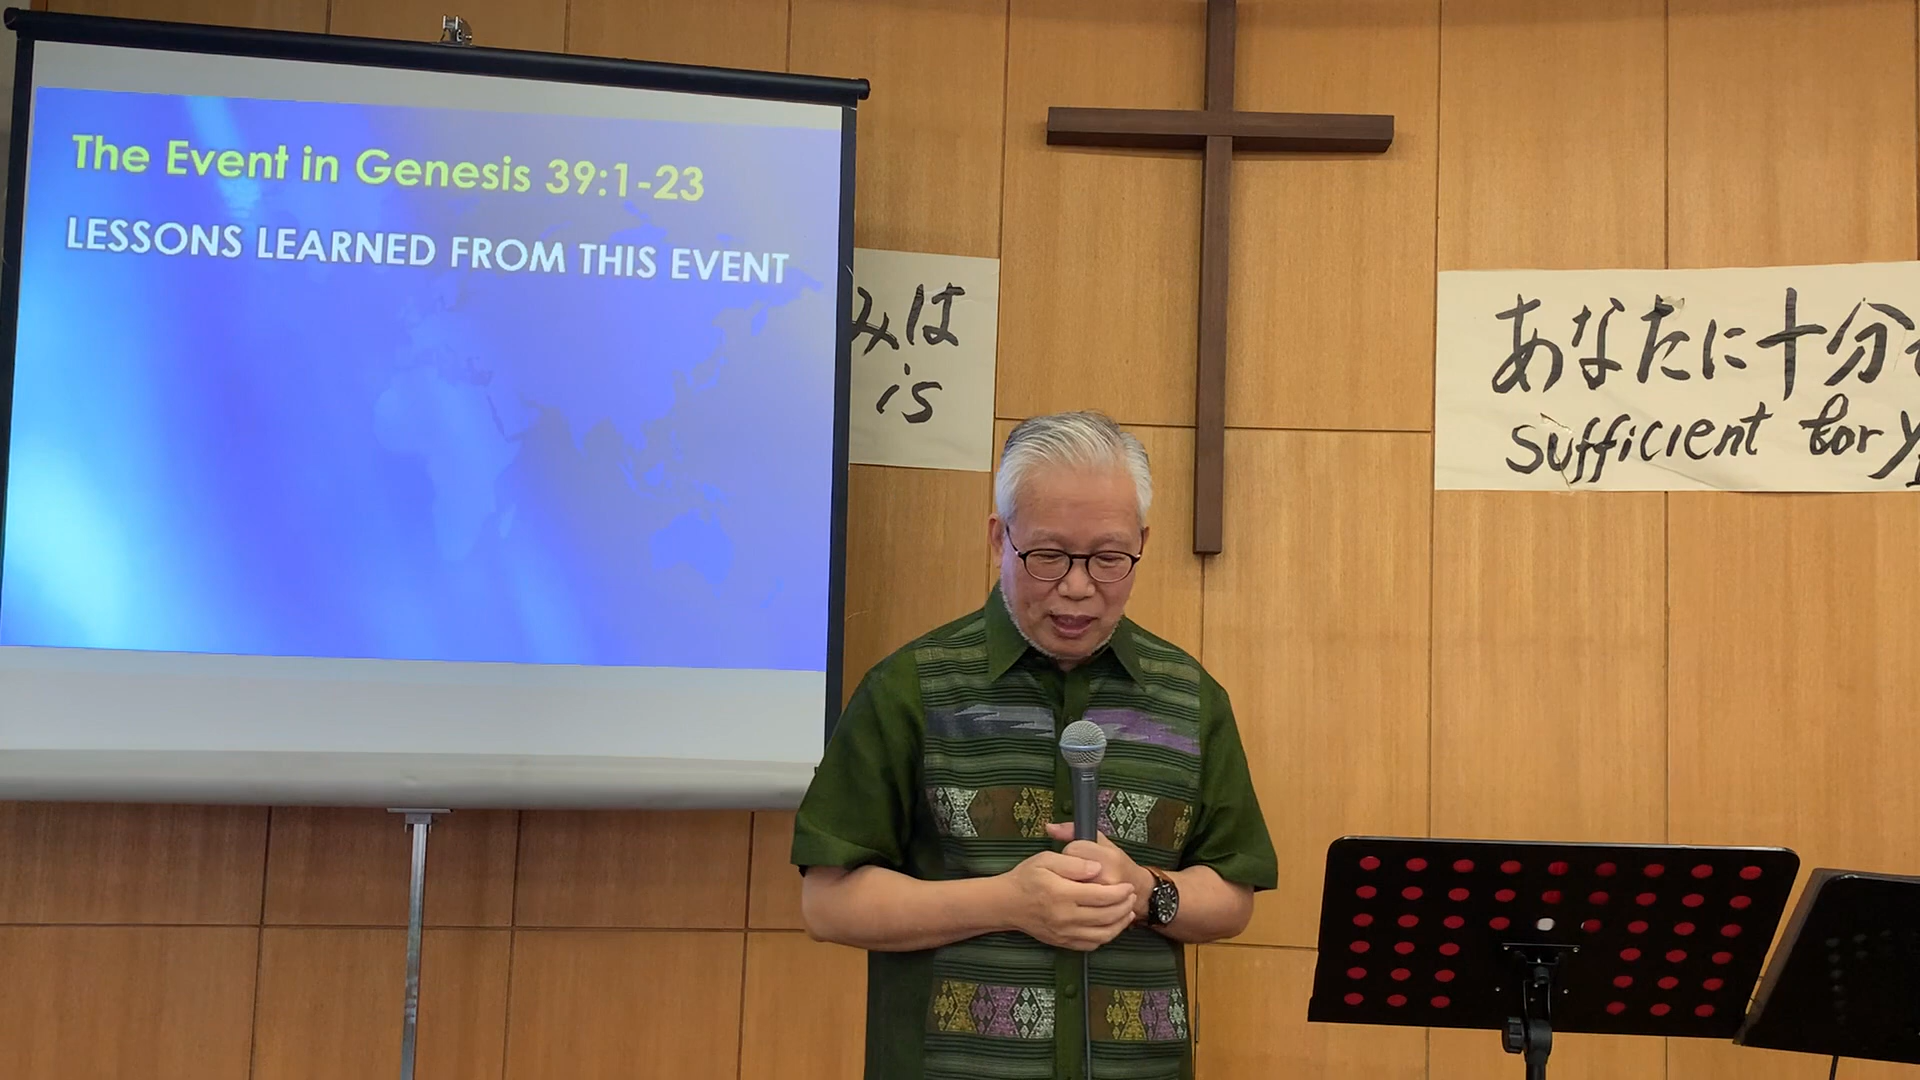 The Event in Genesis 39:1-23
LESSONS LEARNED FROM THIS EVENT
みは
is
あなたに十分
sufficient for